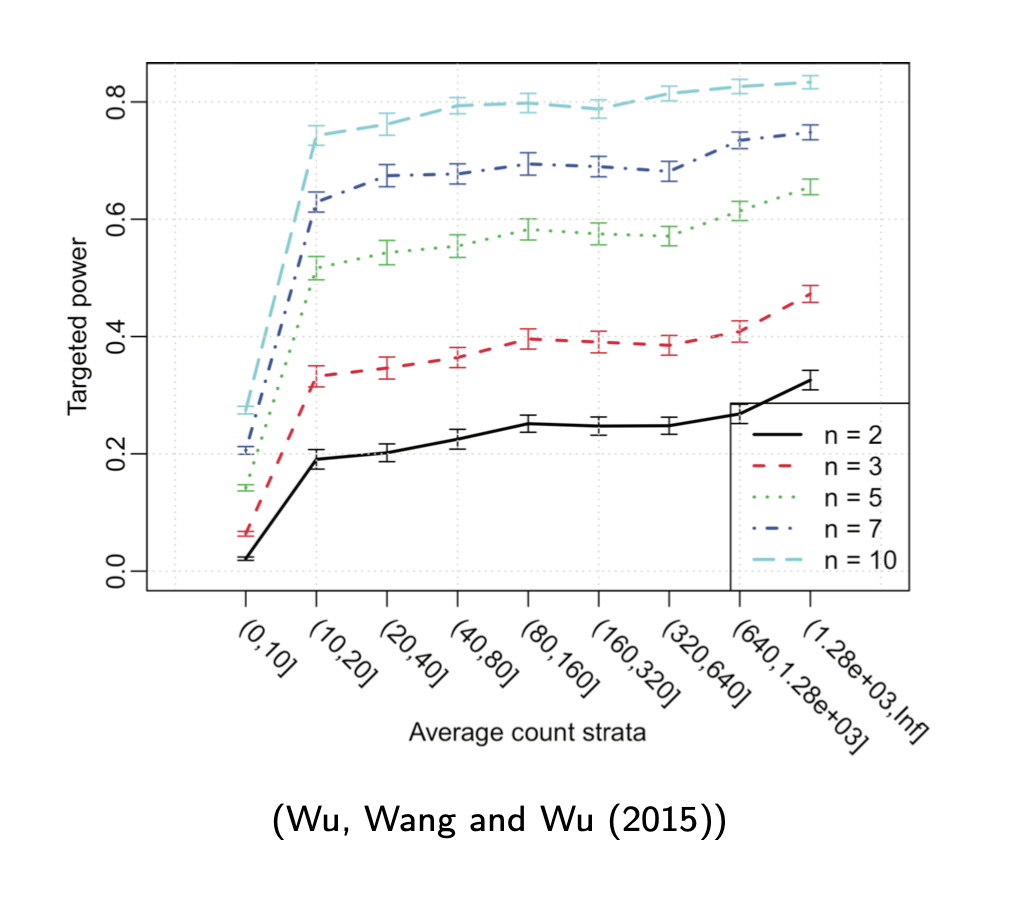 Targeted power
0.8
0.6
0.4
0.2
0.0
n = 2
n = 3
n = 5
n = 7
n = 10
(0,10]
(10,20]
(20,40]
(40,80]
(80,160]
(160,320]
(320,640]
(640,1.28e+03]
(1.28e+03,Inf]
Average count strata
(Wu, Wang and Wu (2015))